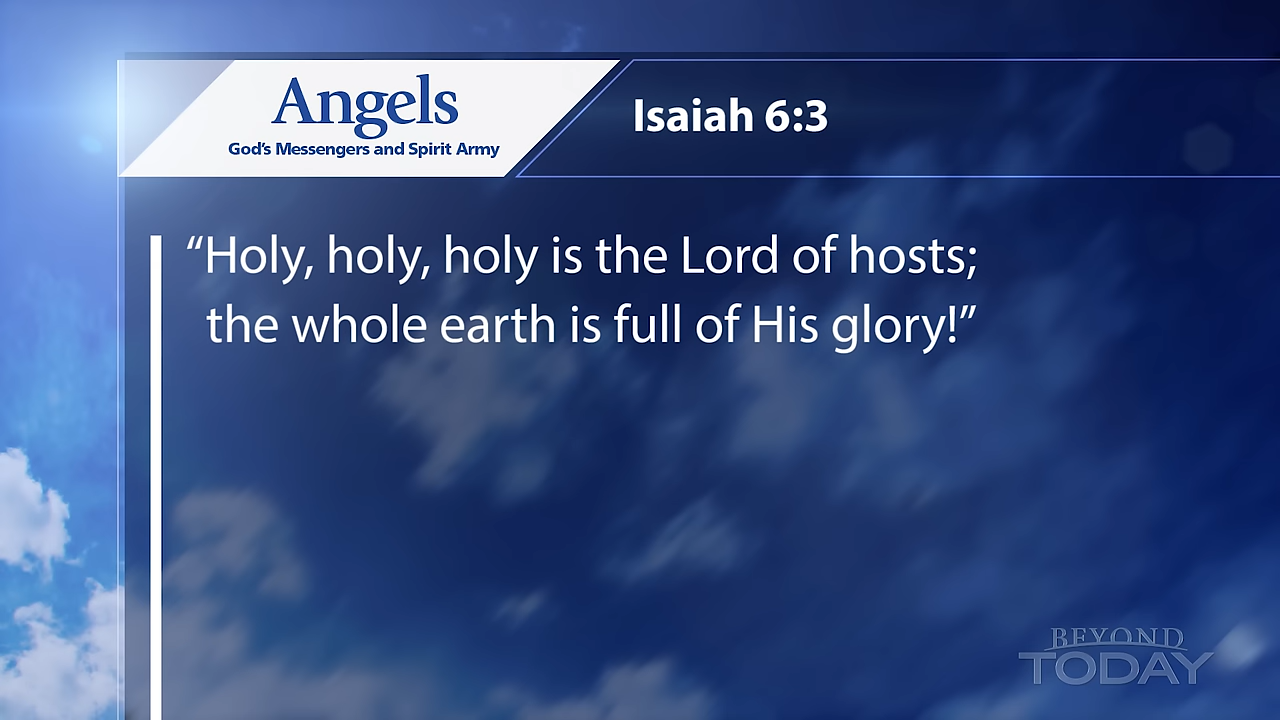 Angels
God's Messengers and Spirit Army
Isaiah 6:3
“Holy, holy, holy is the Lord of hosts;
the whole earth is full of His glory!”
BEYOND
TODAY